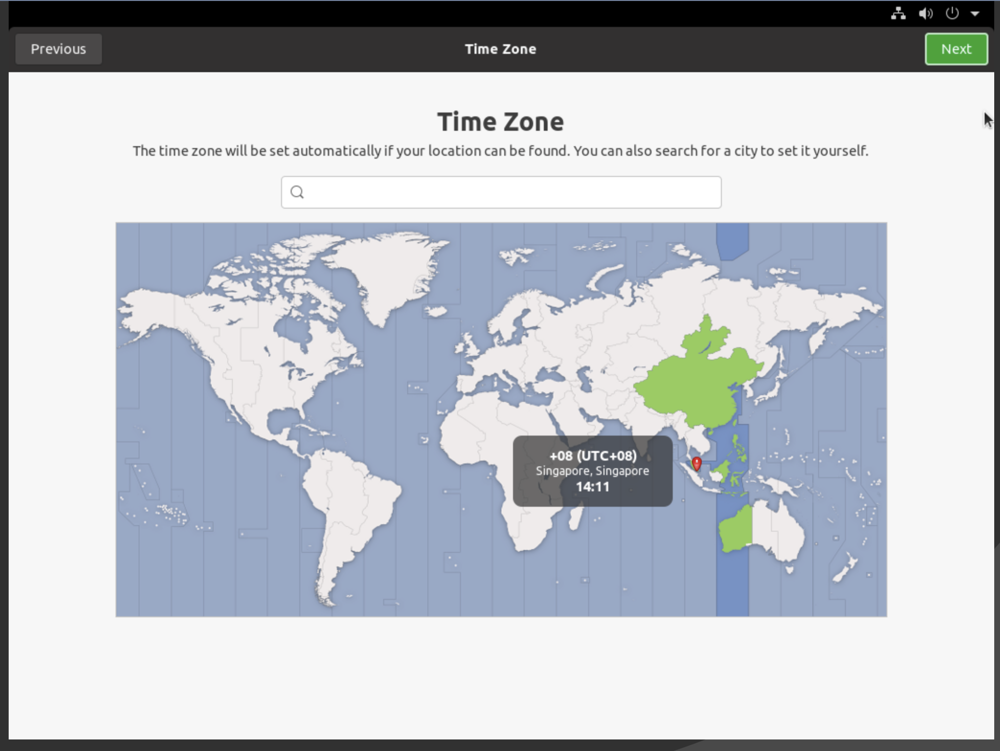 Previous
Time Zone
Next
Time Zone
The time zone will be set automatically if your location can be found. You can also search for a city to set it yourself.
+08 (UTC+08)
Singapore, Singapore
14:11